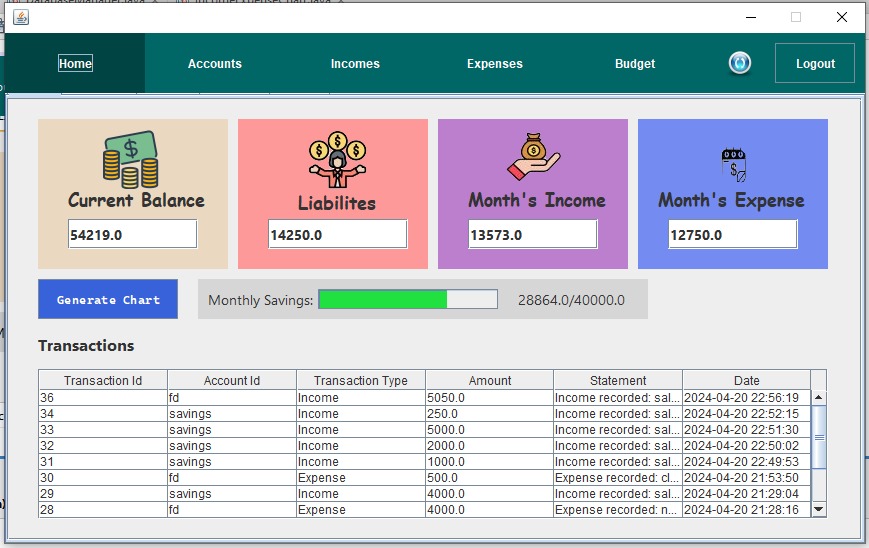 Home Accounts Incomes Expenses Budget Logout
Current Balance Liabilites Month's Income Month's Expense
54219.0 14250.0 13573.0 12750.0
Generate Chart Monthly Savings: 28864.0/40000.0
Transactions
Transaction Id Account Id Transaction Type Amount Statement Date
36 fd Income 5050.0 Income recorded: sal... 2024-04-20 22:56:19
34 savings Income 250.0 Income recorded: sal... 2024-04-20 22:52:15
33 savings Income 5000.0 Income recorded: sal... 2024-04-20 22:51:30
32 savings Income 2000.0 Income recorded: sal... 2024-04-20 22:50:02
31 savings Income 1000.0 Income recorded: sal... 2024-04-20 22:49:53
30 fd Expense 500.0 Expense recorded: cl... 2024-04-20 21:53:50
29 savings Income 4000.0 Income recorded: sal... 2024-04-20 21:29:04
28 fd Expense 4000.0 Expense recorded: n... 2024-04-20 21:28:16